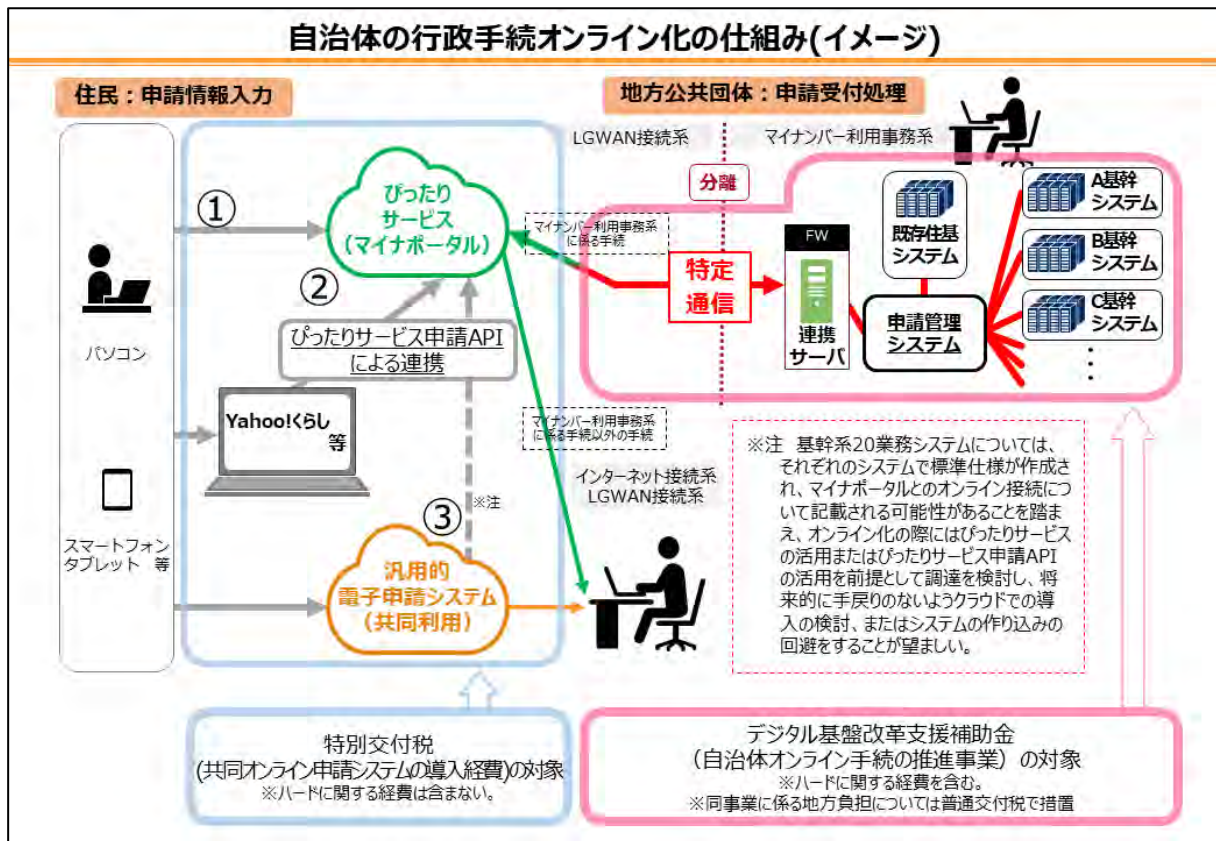 自治体の行政手続オンライン化の仕組み(イメージ)
住民：申請情報入力
地方公共団体：申請受付処理
LGWAN接続系
マイナンバー利用事務系
分離
①
ぴったり
サービス
（マイナポータル）
マイナンバー利用事務系
に係る手続
特定
通信
FW
連携
サーバ
既存住基
システム
申請管理
システム
A基幹
システム
B基幹
システム
C基幹
システム
・
・
・
パソコン
②
ぴったりサービス申請API
による連携
Yahoo!くらし
等
マイナンバー利用事務系
に係る手続以外の手続
インターネット接続系
LGWAN接続系
※注
③
スマートフォン
タブレット　等
汎用的
電子申請システム
（共同利用）
※注　基幹系20業務システムについては、
それぞれのシステムで標準仕様が作成さ
れ、マイナポータルとのオンライン接続につ
いて記載される可能性があることを踏ま
え、オンライン化の際にはぴったりサービス
の活用またはぴったりサービス申請API
の活用を前提として調達を検討し、将
来的に手戻りのないようクラウドでの導
入の検討、またはシステムの作り込みの
回避をすることが望ましい。
特別交付税
(共同オンライン申請システムの導入経費)の対象
※ハードに関する経費は含まない。
デジタル基盤改革支援補助金
（自治体オンライン手続の推進事業）の対象
※ハードに関する経費を含む。
※同事業に係る地方負担については普通交付税で措置